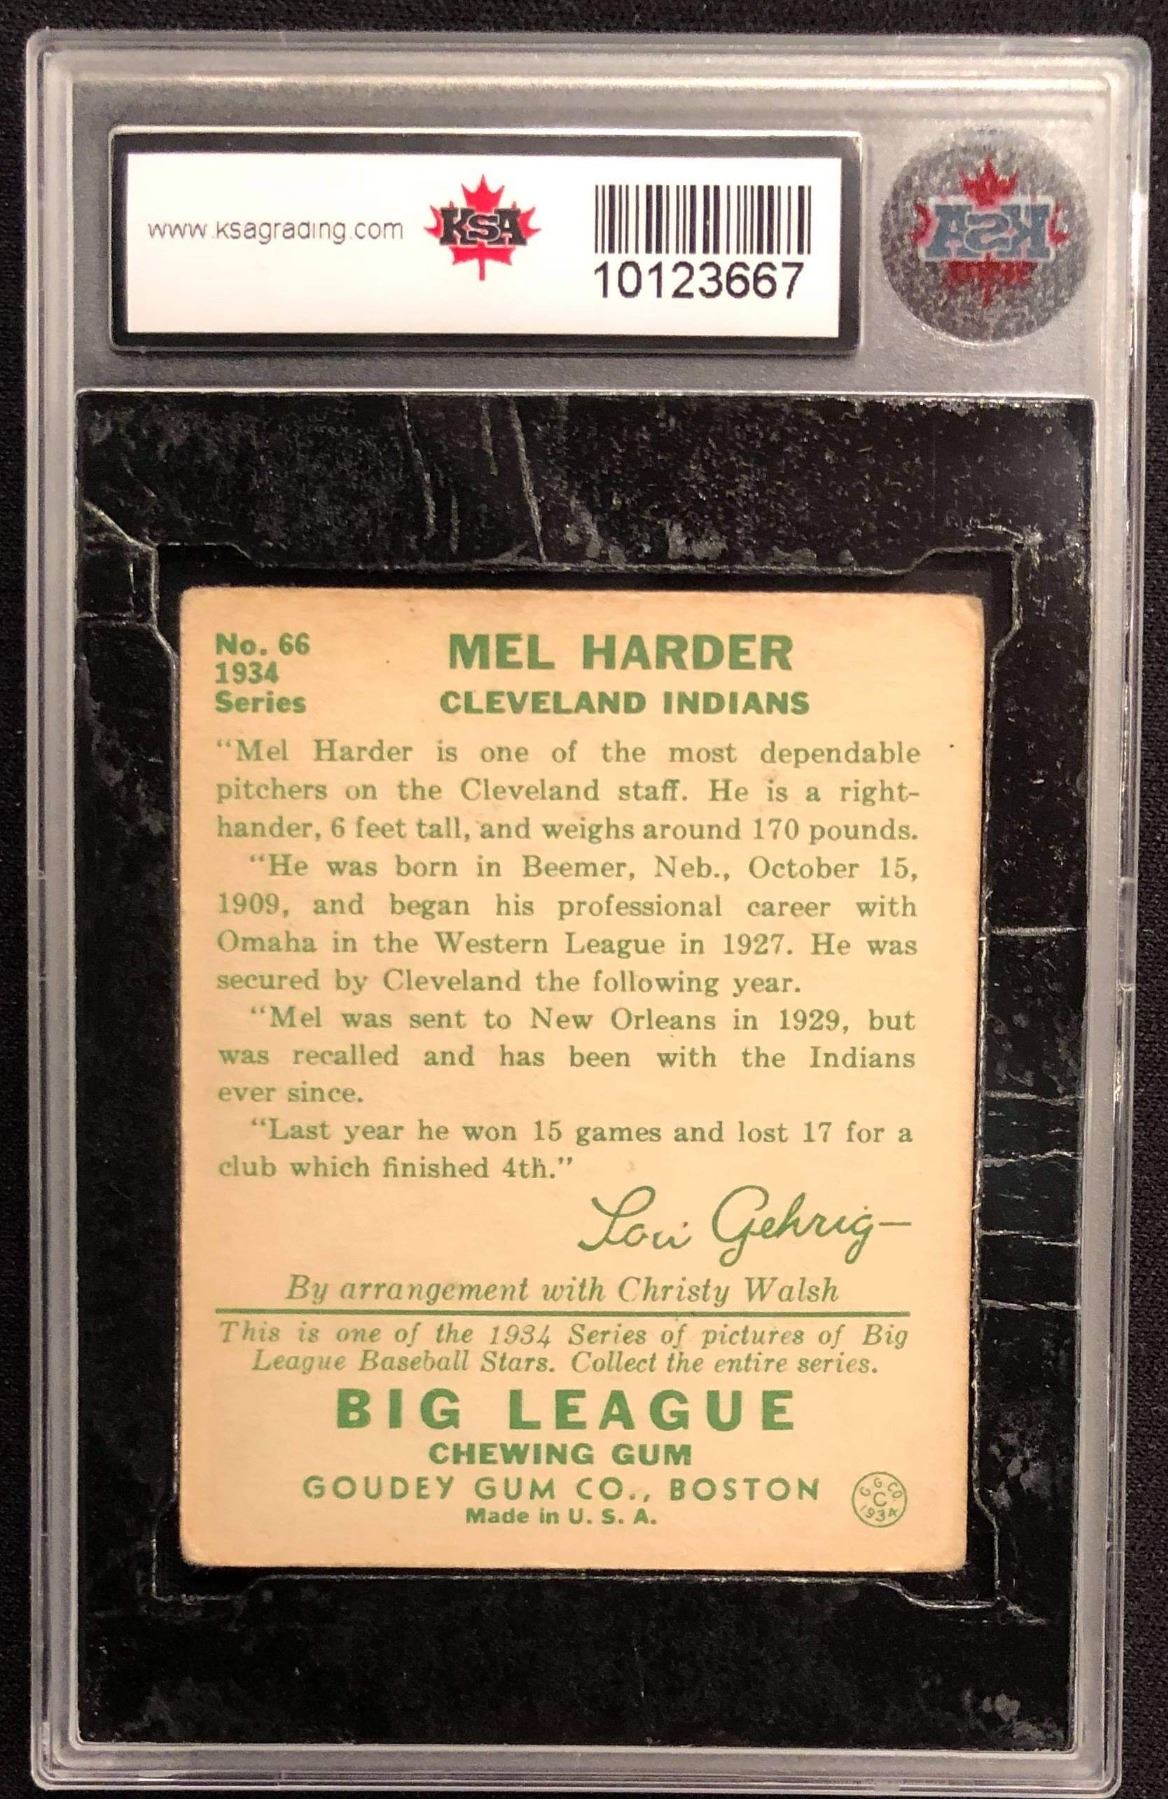 www.ksagrading.com
KSA
10123667
KSA
No. 66
1934
Series
MEL HARDER
CLEVELAND INDIANS
“Mel Harder is one of the most dependable
pitchers on the Cleveland staff. He is a right-
hander, 6 feet tall, and weighs around 170 pounds.
“He was born in Beemer, Neb., October 15,
1909, and began his professional career with
Omaha in the Western League in 1927. He was
secured by Cleveland the following year.
“Mel was sent to New Orleans in 1929, but
was recalled and has been with the Indians
ever since.
“Last year he won 15 games and lost 17 for a
club which finished 4th.”
Lou Gehrig
By arrangement with Christy Walsh
This is one of the 1934 Series of pictures of Big
League Baseball Stars. Collect the entire series.
BIG LEAGUE
CHEWING GUM
GOUDEY GUM CO., BOSTON
Made in U. S. A.
G.G.CO
C
1934